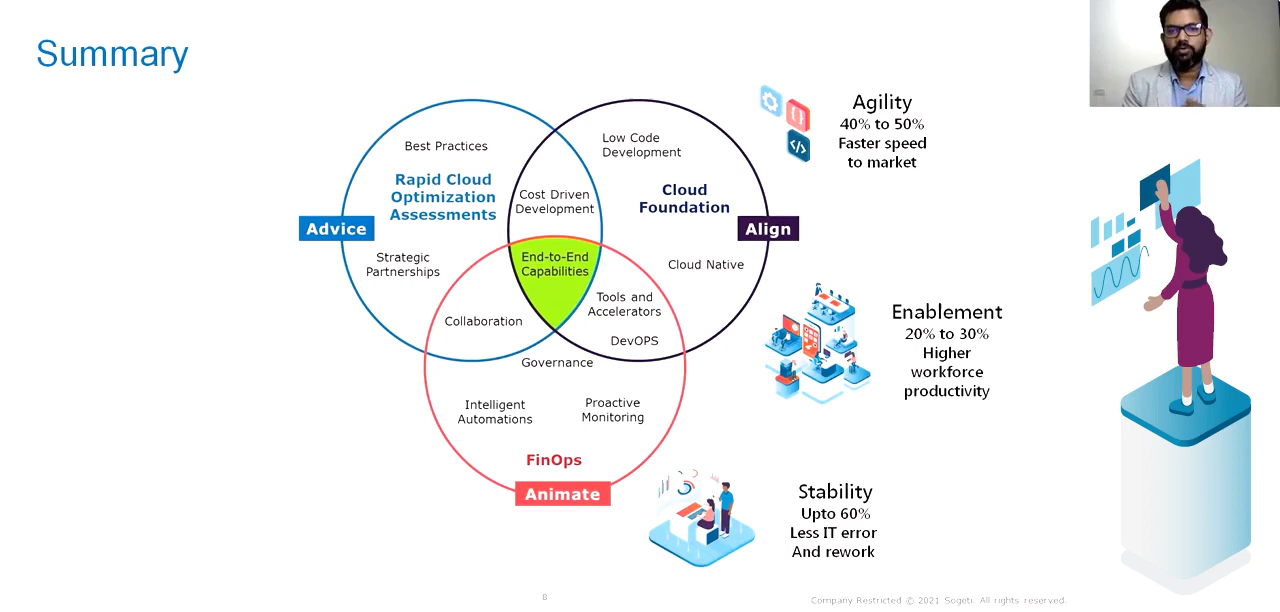 Summary
Best Practices
Rapid Cloud
Optimization
Assessments
Advice
Strategic
Partnerships
Cost Driven
Development
Low Code
Development
Cloud
Foundation
Align
Cloud Native
End-to-End
Capabilities
Tools and
Accelerators
DevOPS
Collaboration
Governance
Intelligent
Automations
Proactive
Monitoring
FinOps
Animate
Agility
40% to 50%
Faster speed
to market
{}
</>
Enablement
20% to 30%
Higher
workforce
productivity
Stability
Upto 60%
Less IT error
And rework
8
Company Restricted © 2021 Sogeti. All rights reserved.